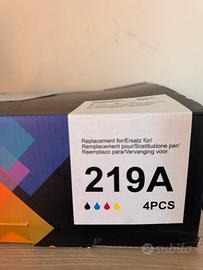 Replacement for/Ersatz für/
Remplacement pour/Sostituzione per/
Reemplazo para/Vervanging voor
219A
4PCS
subito